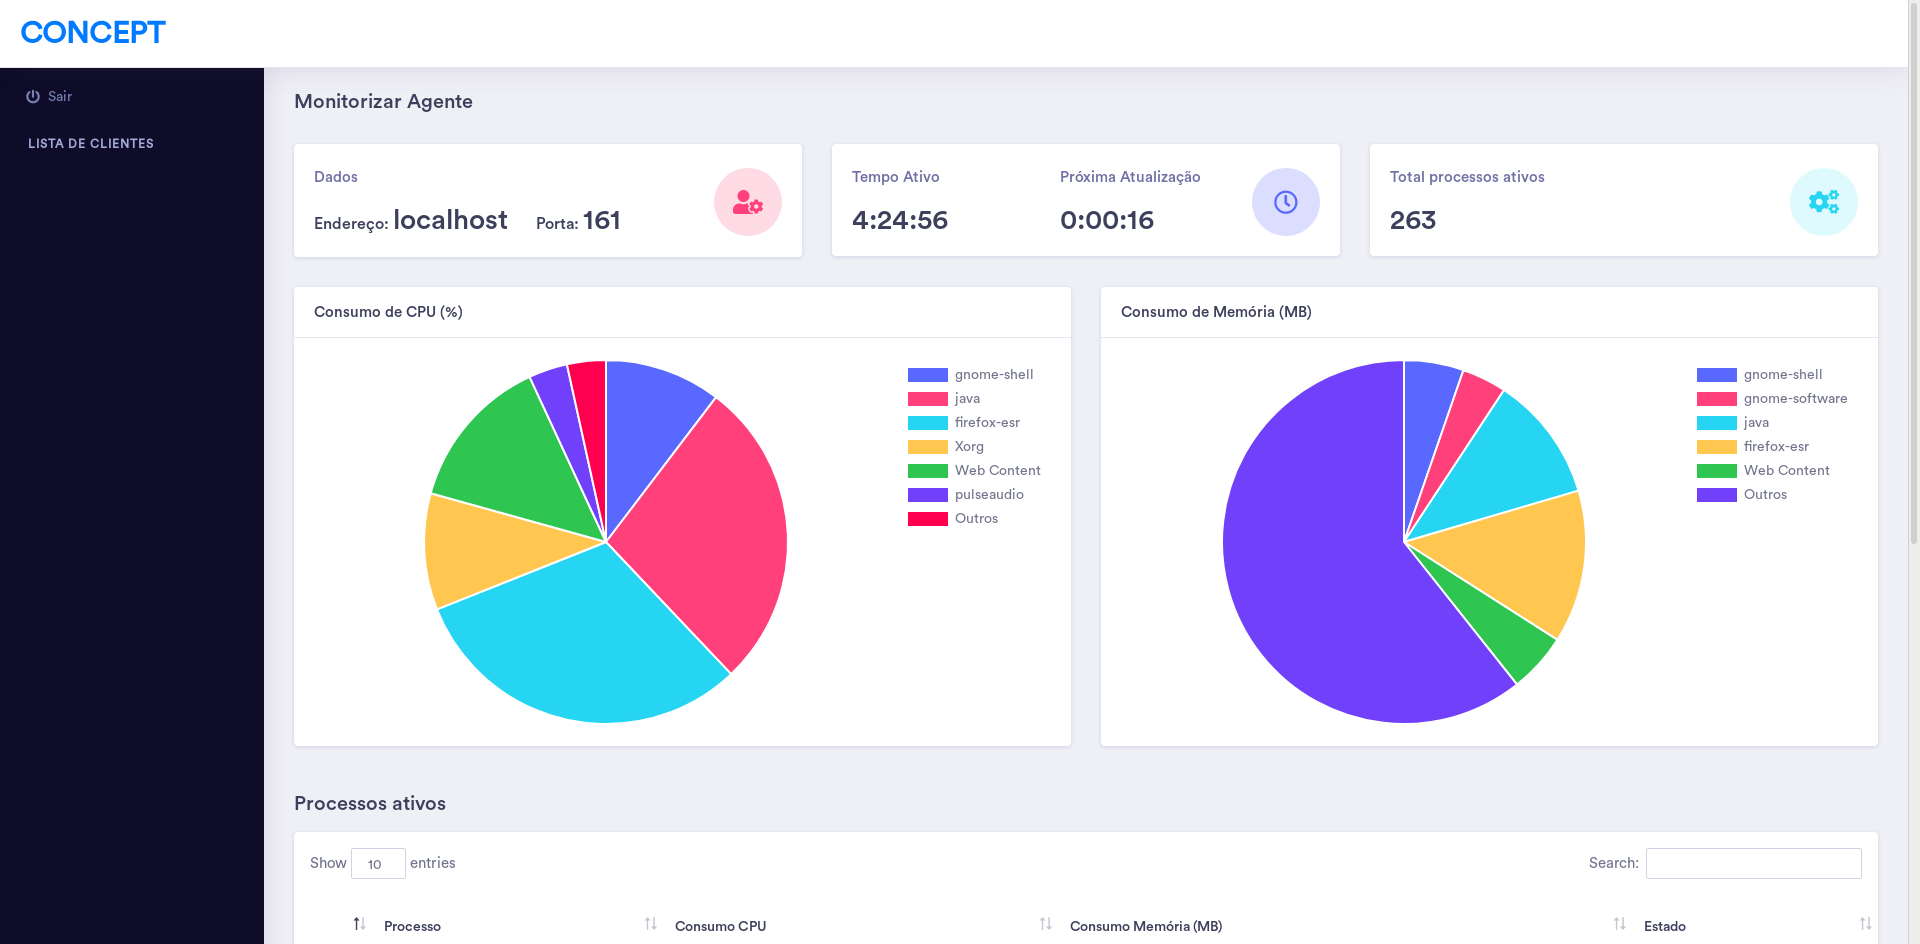 CONCEPT
Sair
LISTA DE CLIENTES
Monitorizar Agente
Dados
Endereço: localhost Porta: 161
Tempo Ativo Próxima Atualização
4:24:56 0:00:16
Total processos ativos
263
Consumo de CPU (%)
gnome-shell
java
firefox-esr
Xorg
Web Content
pulseaudio
Outros
Consumo de Memória (MB)
gnome-shell
gnome-software
java
firefox-esr
Web Content
Outros
Processos ativos
Show 10 entries Search:
Processo Consumo CPU Consumo Memória (MB) Estado